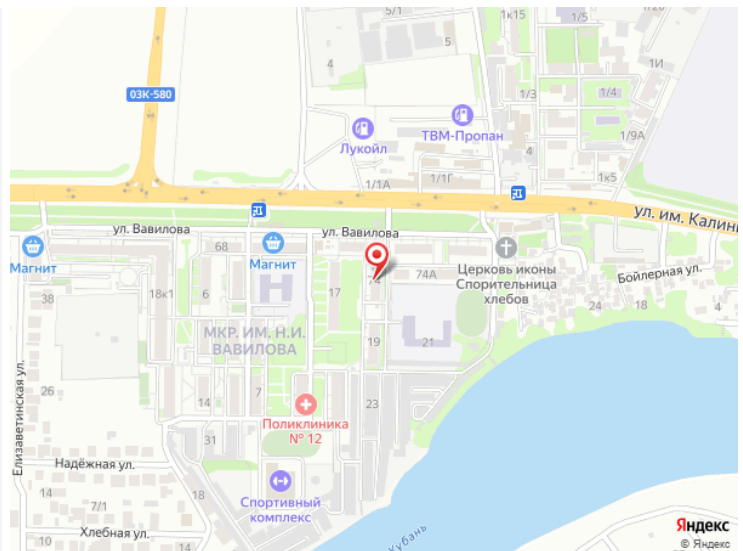 5/1
1к15
1/20
4
1И
03К-580
1/3
1/4
ТВМ-Пропан
Лукойл
1/9А
4
1/1А
1/1Г
1к5
ул. им. Калин
ул. Вавилова
ул. Вавилова
68
Магнит
Магнит
74
74А
Церковь иконы
Спорительница
хлебов
Бойлерная ул.
18к1
6
17
38
24
18
4
МКР. ИМ. Н.И.
ВАВИЛОВА
19
21
Елизаветинская ул.
26
14
7
23
Поликлиника
№ 12
31
Надёжная ул.
14
18
7/1
Спортивный
комплекс
Хлебная ул.
10
Кубань
Яндекс
© Яндекс